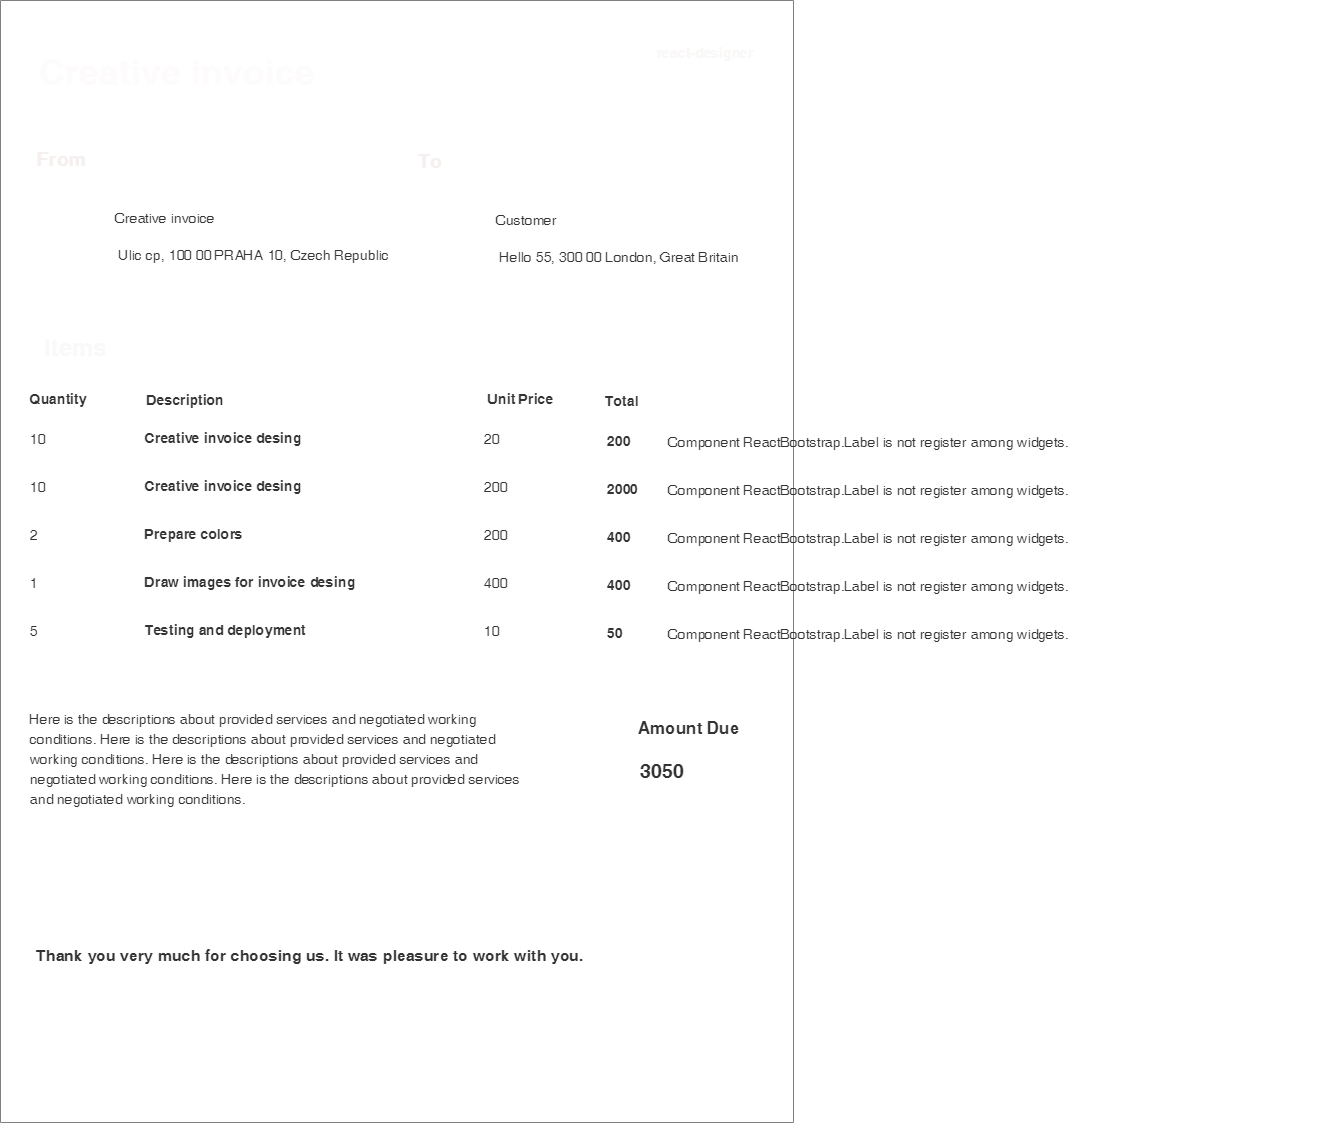 Creative invoice
react-designer
From
To
Creative invoice
Customer
Ulic cp, 100 00 PRAHA 10, Czech Republic
Hello 55, 300 00 London, Great Britain
Items
Quantity Description Unit Price Total
10 Creative invoice desing 20 200 Component ReactBootstrap.Label is not register among widgets.
10 Creative invoice desing 200 2000 Component ReactBootstrap.Label is not register among widgets.
2 Prepare colors 200 400 Component ReactBootstrap.Label is not register among widgets.
1 Draw images for invoice desing 400 400 Component ReactBootstrap.Label is not register among widgets.
5 Testing and deployment 10 50 Component ReactBootstrap.Label is not register among widgets.
Here is the descriptions about provided services and negotiated working
conditions. Here is the descriptions about provided services and negotiated
working conditions. Here is the descriptions about provided services and
negotiated working conditions. Here is the descriptions about provided services
and negotiated working conditions.
Amount Due
3050
Thank you very much for choosing us. It was pleasure to work with you.